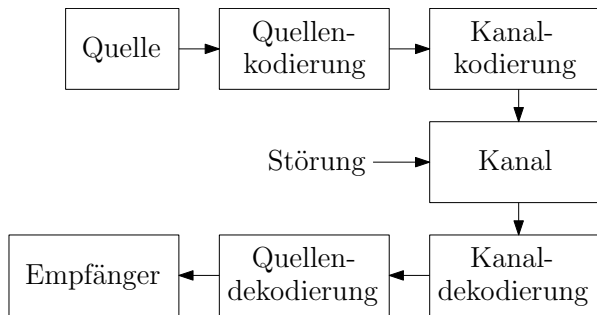 Quelle
Quellen-
kodierung
Kanal-
kodierung
Störung
Kanal
Empfänger
Quellen-
dekodierung
Kanal-
dekodierung